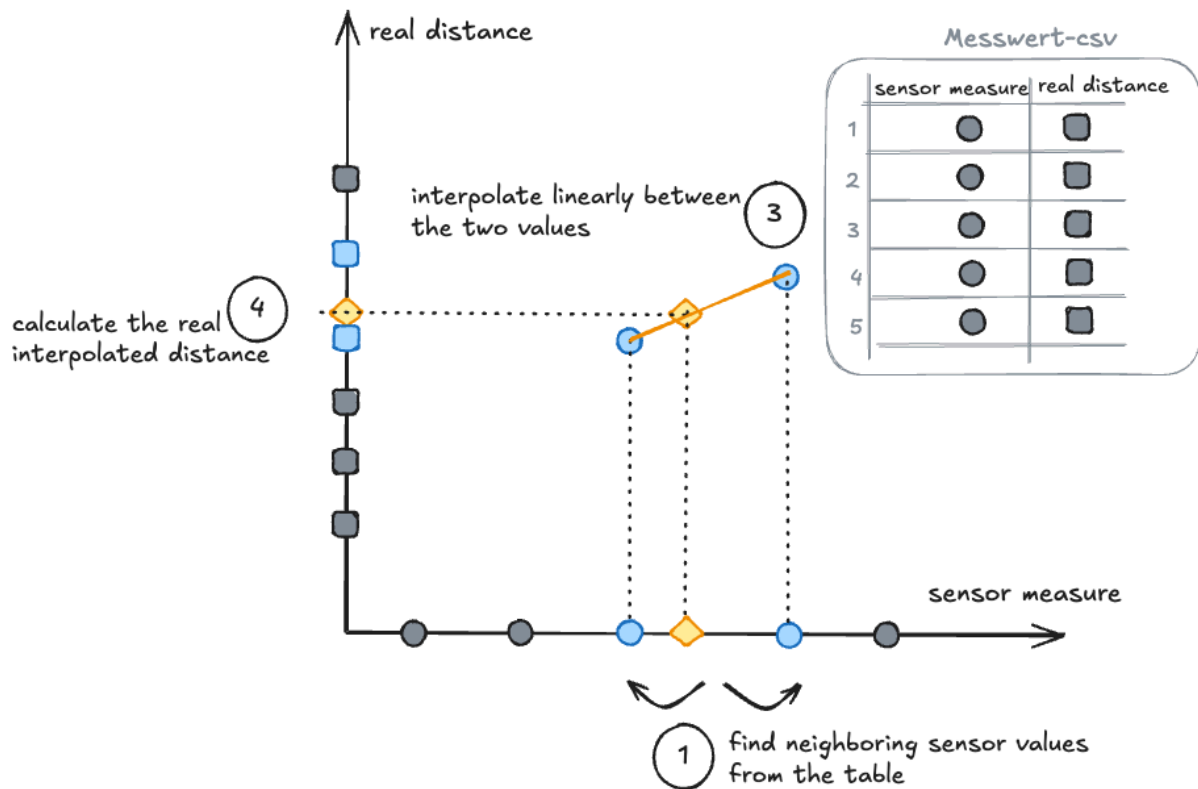 real distance
Messwert-csv
sensor measure real distance
1
2
3
4
5
interpolate linearly between
the two values
3
4
calculate the real
interpolated distance
sensor measure
1
find neighboring sensor values
from the table